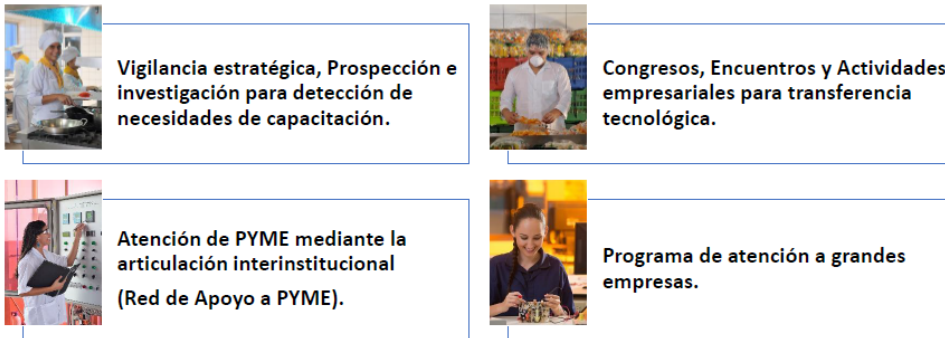 Vigilancia estratégica, Prospección e
investigación para detección de
necesidades de capacitación.
Congresos, Encuentros y Actividades
empresariales para transferencia
tecnológica.
Atención de PYME mediante la
articulación interinstitucional
(Red de Apoyo a PYME).
Programa de atención a grandes
empresas.